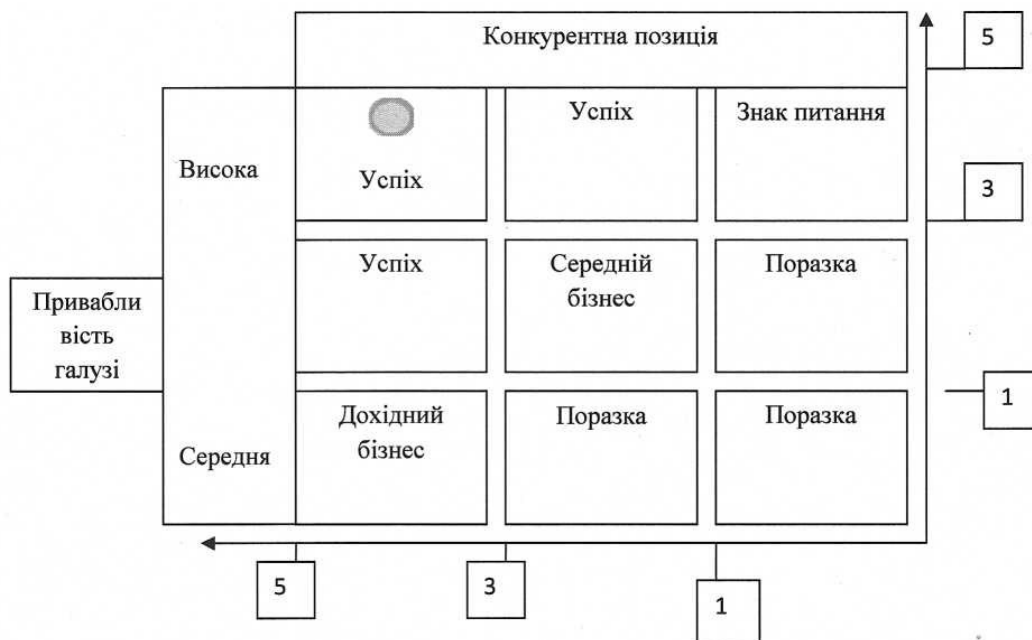 Конкурентна позиція
5
Успіх
Знак питання
Висока
Успіх
3
Успіх
Середній
бізнес
Поразка
Привабли
вість
галузі
1
Дохідний
бізнес
Поразка
Поразка
Середня
5
3
1